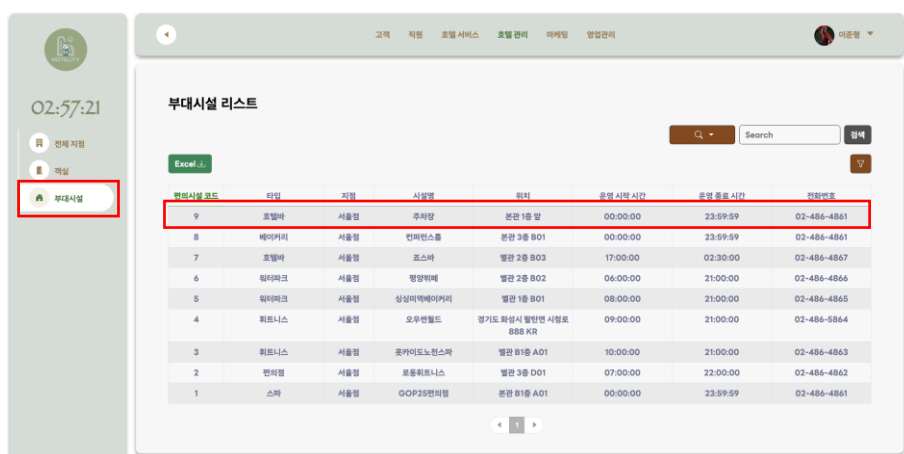 HOTELITY
고객 직원 호텔 서비스 호텔 관리 마케팅 영업관리
이준형
02:57:21
전체 지점
객실
부대시설
부대시설 리스트
Search 검색
Excel
편의시설 코드 타입 지점 시설명 위치 운영 시작 시간 운영 종료 시간 전화번호
9 호텔바 서울점 주차장 본관 1층 앞 00:00:00 23:59:59 02-486-4861
8 베이커리 서울점 컨퍼런스룸 본관 3층 B01 00:00:00 23:59:59 02-486-4861
7 호텔바 서울점 죠스바 별관 2층 B03 17:00:00 02:30:00 02-486-4867
6 워터파크 서울점 평양뷔페 별관 2층 B02 06:00:00 21:00:00 02-486-4866
5 워터파크 서울점 싱싱미역베이커리 별관 1층 B01 08:00:00 21:00:00 02-486-4865
4 휘트니스 서울점 오우썬월드 경기도 화성시 팔탄면 시청로 888 KR 09:00:00 21:00:00 02-486-5864
3 휘트니스 서울점 홋카이도노천스파 별관 B1층 A01 10:00:00 21:00:00 02-486-4863
2 편의점 서울점 로동휘트니스 별관 3층 D01 07:00:00 22:00:00 02-486-4862
1 스파 서울점 GOP25편의점 본관 B1층 A01 00:00:00 23:59:59 02-486-4861
1